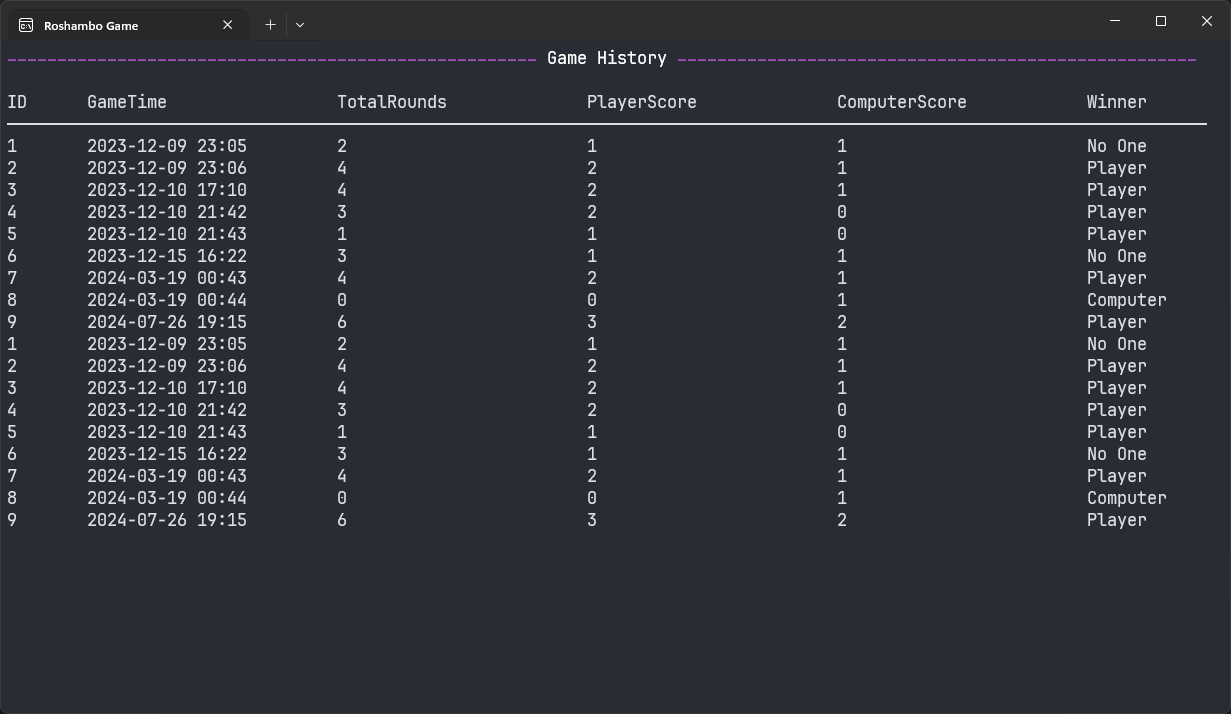 Roshambo Game
Game History
ID GameTime TotalRounds PlayerScore ComputerScore Winner
1 2023-12-09 23:05 2 1 1 No One
2 2023-12-09 23:06 4 2 1 Player
3 2023-12-10 17:10 4 2 1 Player
4 2023-12-10 21:42 3 2 0 Player
5 2023-12-10 21:43 1 1 0 Player
6 2023-12-15 16:22 3 1 1 No One
7 2024-03-19 00:43 4 2 1 Player
8 2024-03-19 00:44 0 0 1 Computer
9 2024-07-26 19:15 6 3 2 Player
1 2023-12-09 23:05 2 1 1 No One
2 2023-12-09 23:06 4 2 1 Player
3 2023-12-10 17:10 4 2 1 Player
4 2023-12-10 21:42 3 2 0 Player
5 2023-12-10 21:43 1 1 0 Player
6 2023-12-15 16:22 3 1 1 No One
7 2024-03-19 00:43 4 2 1 Player
8 2024-03-19 00:44 0 0 1 Computer
9 2024-07-26 19:15 6 3 2 Player